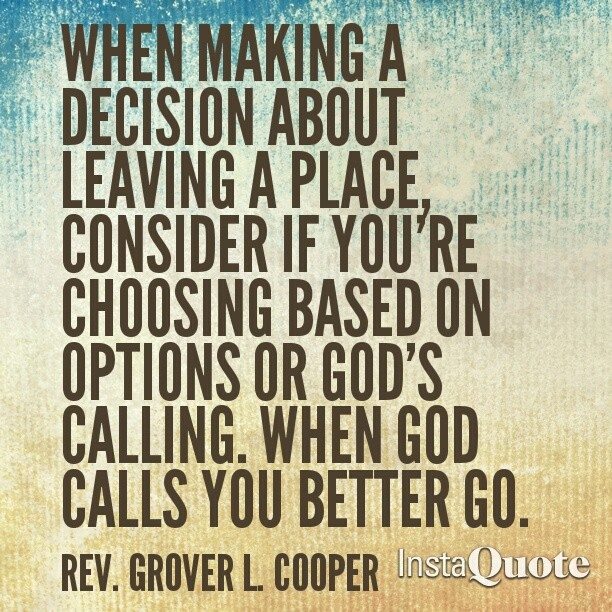 WHEN MAKING A
DECISION ABOUT
LEAVING A PLACE,
CONSIDER IF YOU'RE
CHOOSING BASED ON
OPTIONS OR GOD'S
CALLING. WHEN GOD
CALLS YOU BETTER GO.
REV. GROVER L. COOPER InstaQuote